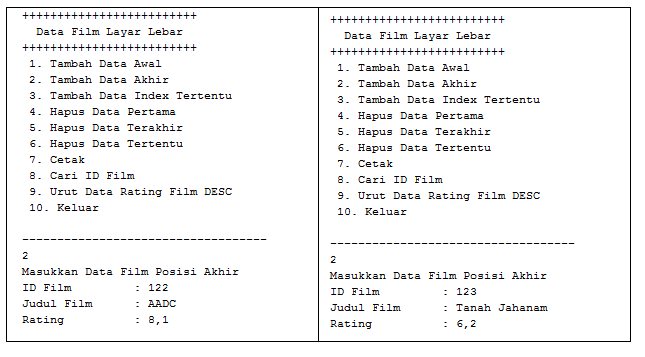 +++++++++++++++++++++++++
Data Film Layar Lebar
+++++++++++++++++++++++++
1. Tambah Data Awal
2. Tambah Data Akhir
3. Tambah Data Index Tertentu
4. Hapus Data Pertama
5. Hapus Data Terakhir
6. Hapus Data Tertentu
7. Cetak
8. Cari ID Film
9. Urut Data Rating Film DESC
10. Keluar
-----------------------------------
2
Masukkan Data Film Posisi Akhir
ID Film : 122
Judul Film : AADC
Rating : 8,1
+++++++++++++++++++++++++
Data Film Layar Lebar
+++++++++++++++++++++++++
1. Tambah Data Awal
2. Tambah Data Akhir
3. Tambah Data Index Tertentu
4. Hapus Data Pertama
5. Hapus Data Terakhir
6. Hapus Data Tertentu
7. Cetak
8. Cari ID Film
9. Urut Data Rating Film DESC
10. Keluar
-----------------------------------
2
Masukkan Data Film Posisi Akhir
ID Film : 123
Judul Film : Tanah Jahanam
Rating : 6,2